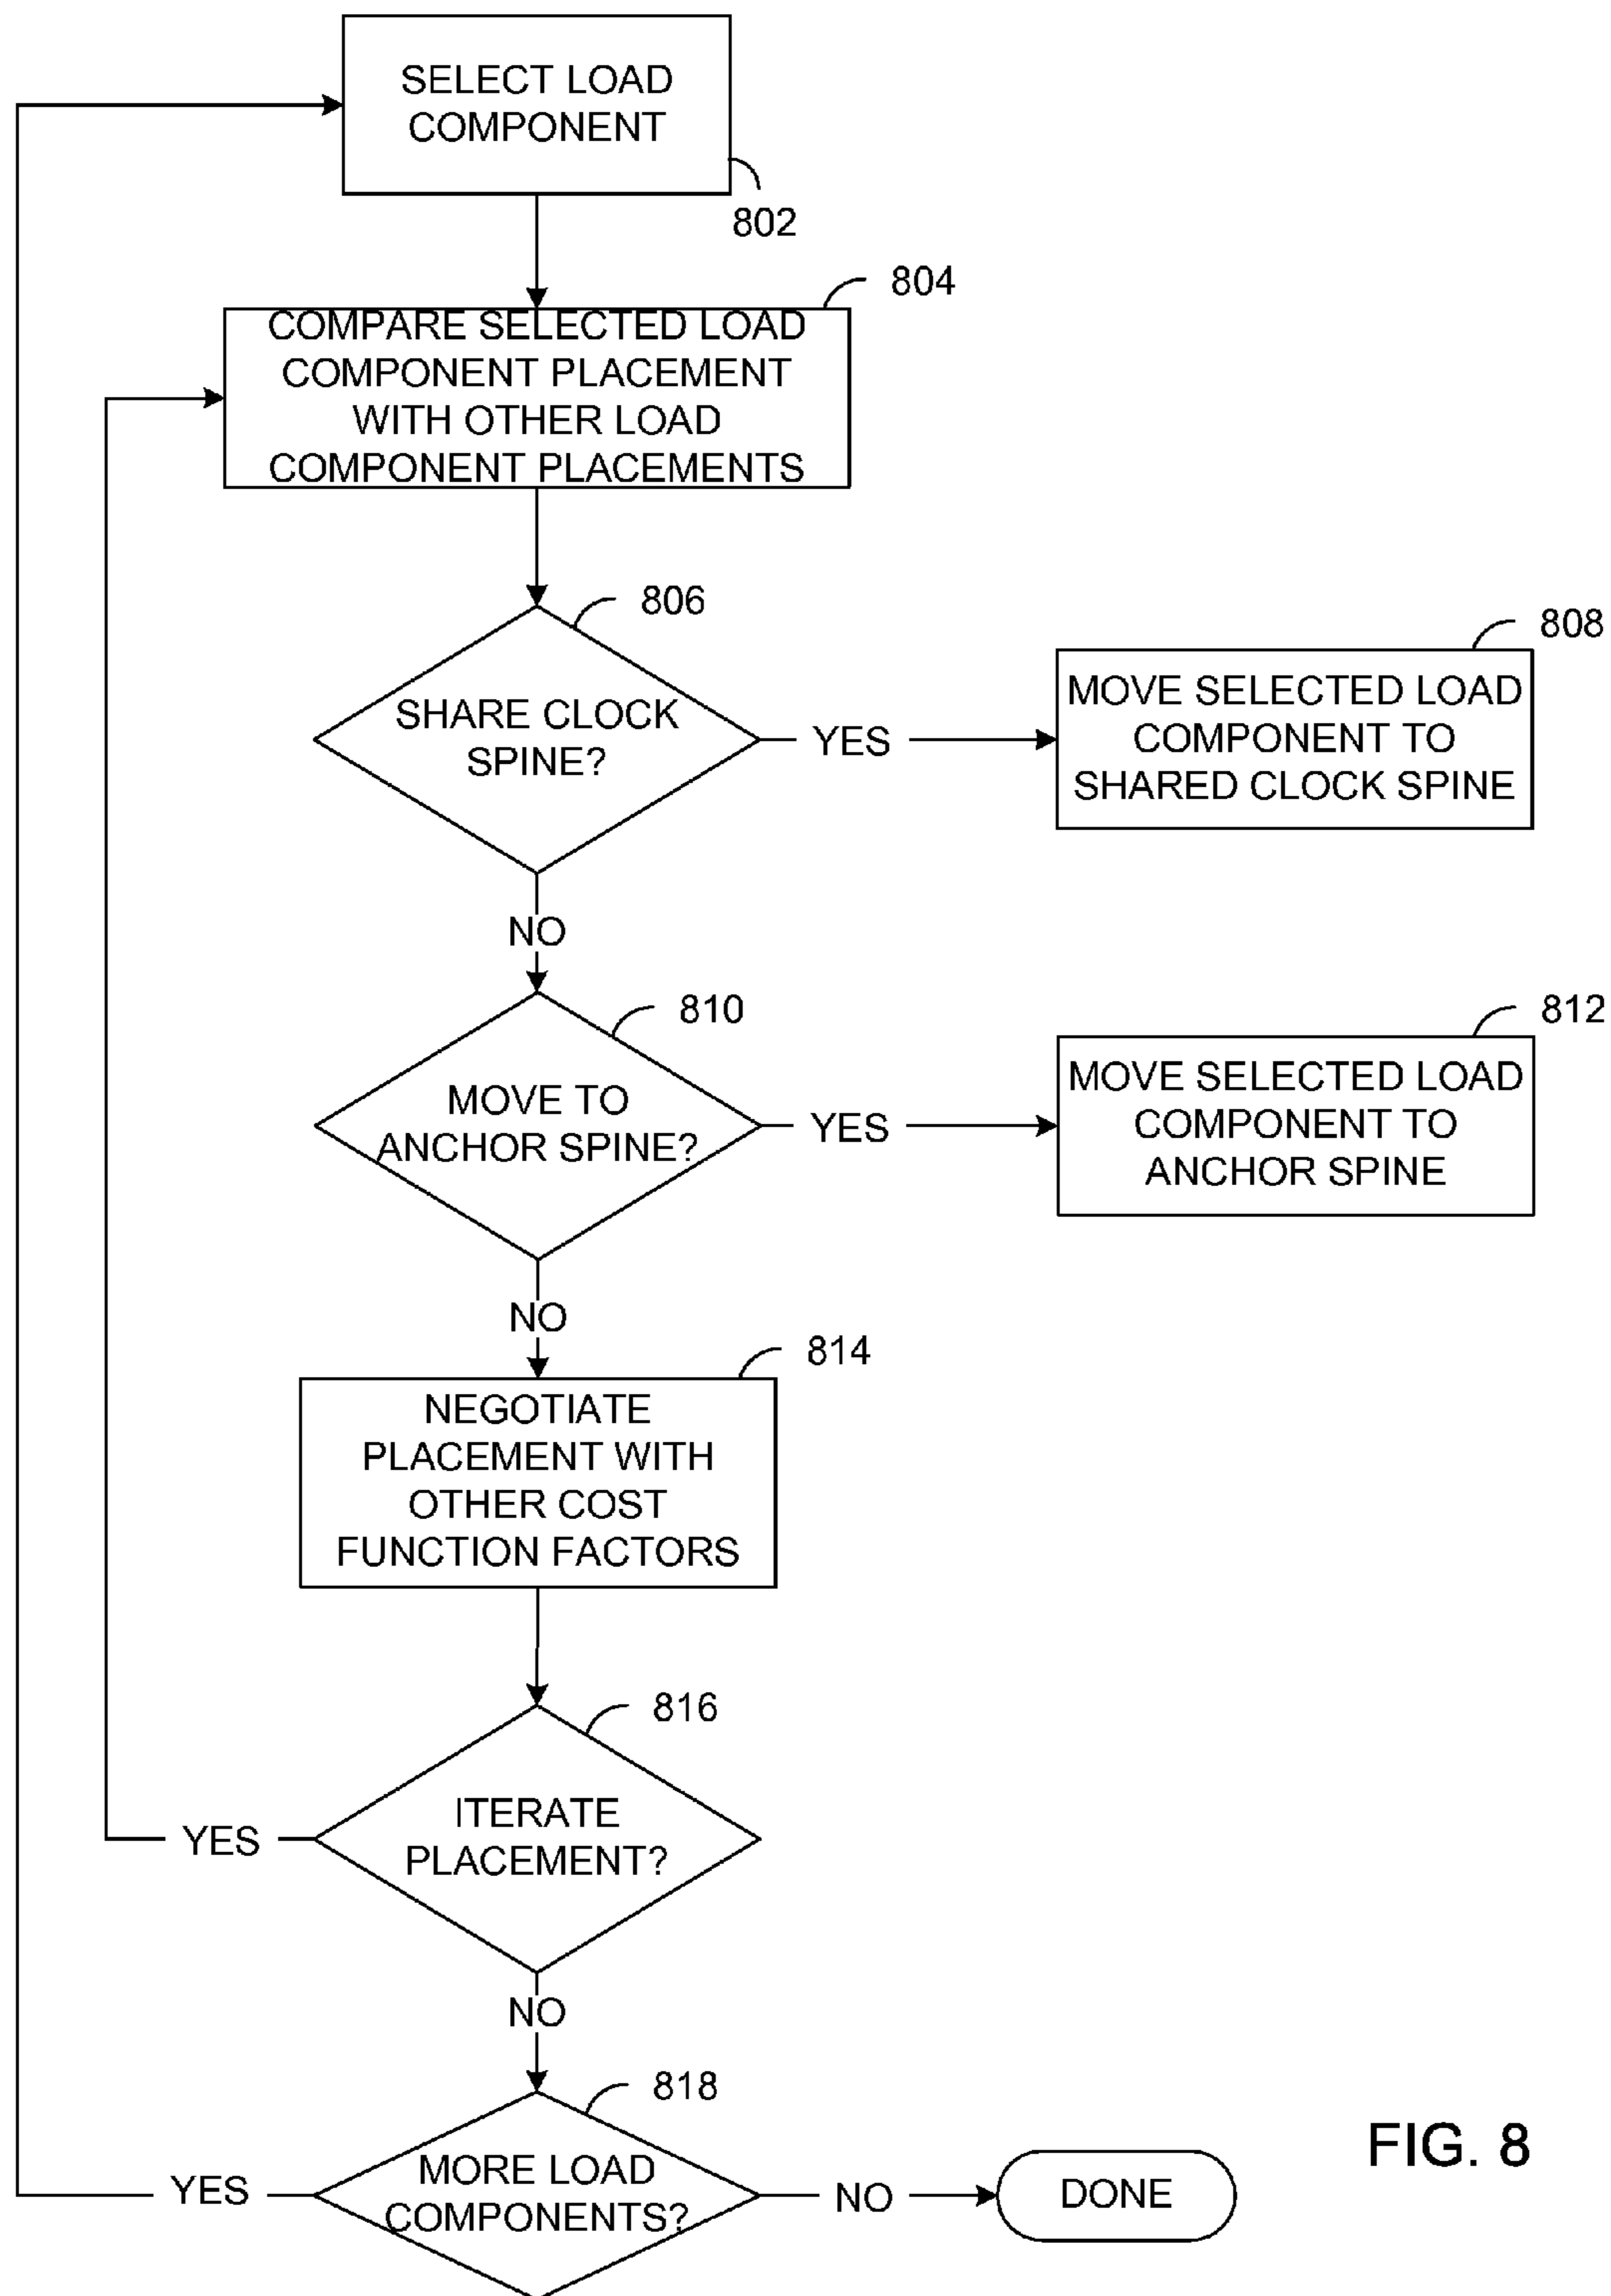 SELECT LOAD
COMPONENT
802
804
COMPARE SELECTED LOAD
COMPONENT PLACEMENT
WITH OTHER LOAD
COMPONENT PLACEMENTS
806
SHARE CLOCK
SPINE?
YES
808
MOVE SELECTED LOAD
COMPONENT TO
SHARED CLOCK SPINE
NO
810
MOVE TO
ANCHOR SPINE?
YES
812
MOVE SELECTED LOAD
COMPONENT TO
ANCHOR SPINE
NO
814
NEGOTIATE
PLACEMENT WITH
OTHER COST
FUNCTION FACTORS
816
ITERATE
PLACEMENT?
YES
NO
818
MORE LOAD
COMPONENTS?
YES
NO
DONE
FIG. 8